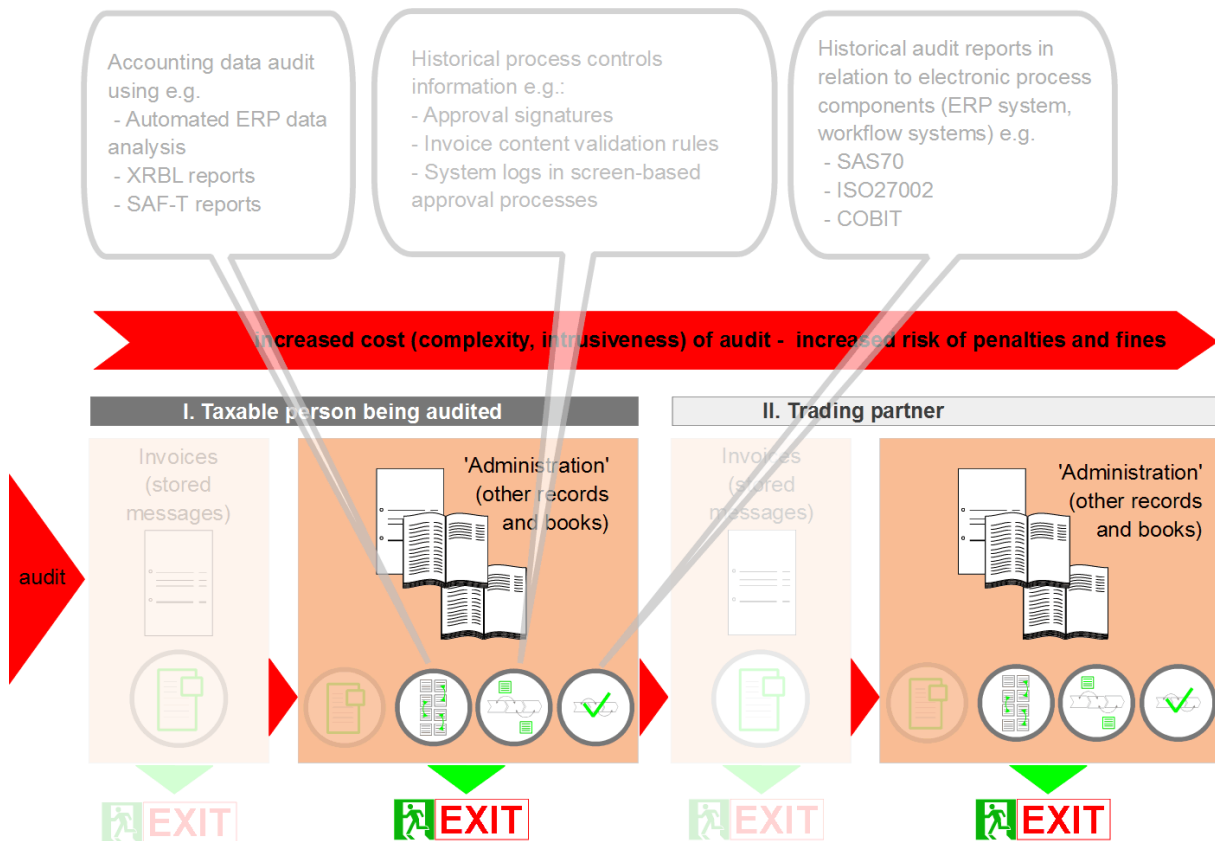 Accounting data audit
using e.g.
- Automated ERP data
analysis
- XRBL reports
- SAF-T reports
Historical process controls
information e.g.:
- Approval signatures
- Invoice content validation rules
- System logs in screen-based
approval processes
Historical audit reports in
relation to electronic process
components (ERP system,
workflow systems) e.g.
- SAS70
- ISO27002
- COBIT
increased cost (complexity, intrusiveness) of audit - increased risk of penalties and fines
I. Taxable person being audited
II. Trading partner
audit
Invoices
(stored
messages)
'Administration'
(other records
and books)
Invoices
(stored
messages)
'Administration'
(other records
and books)
EXIT
EXIT
EXIT
EXIT